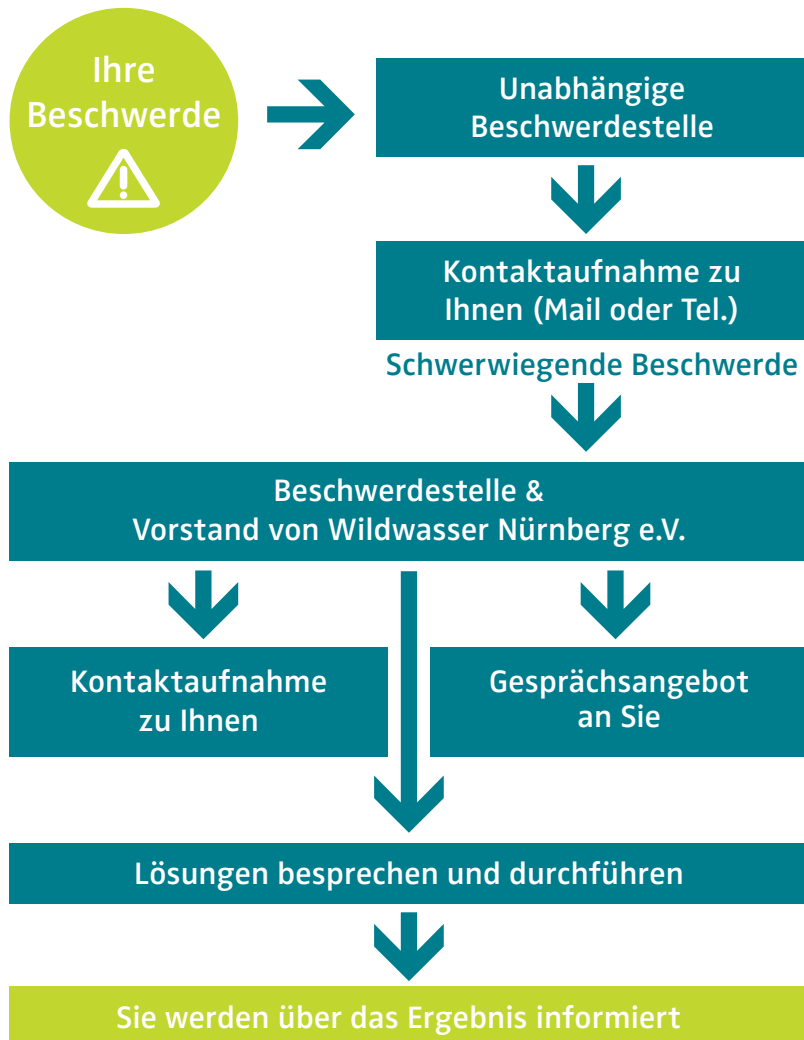 Ihre
Beschwerde
Unabhängige
Beschwerdestelle
Kontaktaufnahme zu
Ihnen (Mail oder Tel.)
Schwerwiegende Beschwerde
Beschwerdestelle &
Vorstand von Wildwasser Nürnberg e.V.
Kontaktaufnahme
zu Ihnen
Gesprächsangebot
an Sie
Lösungen besprechen und durchführen
Sie werden über das Ergebnis informiert